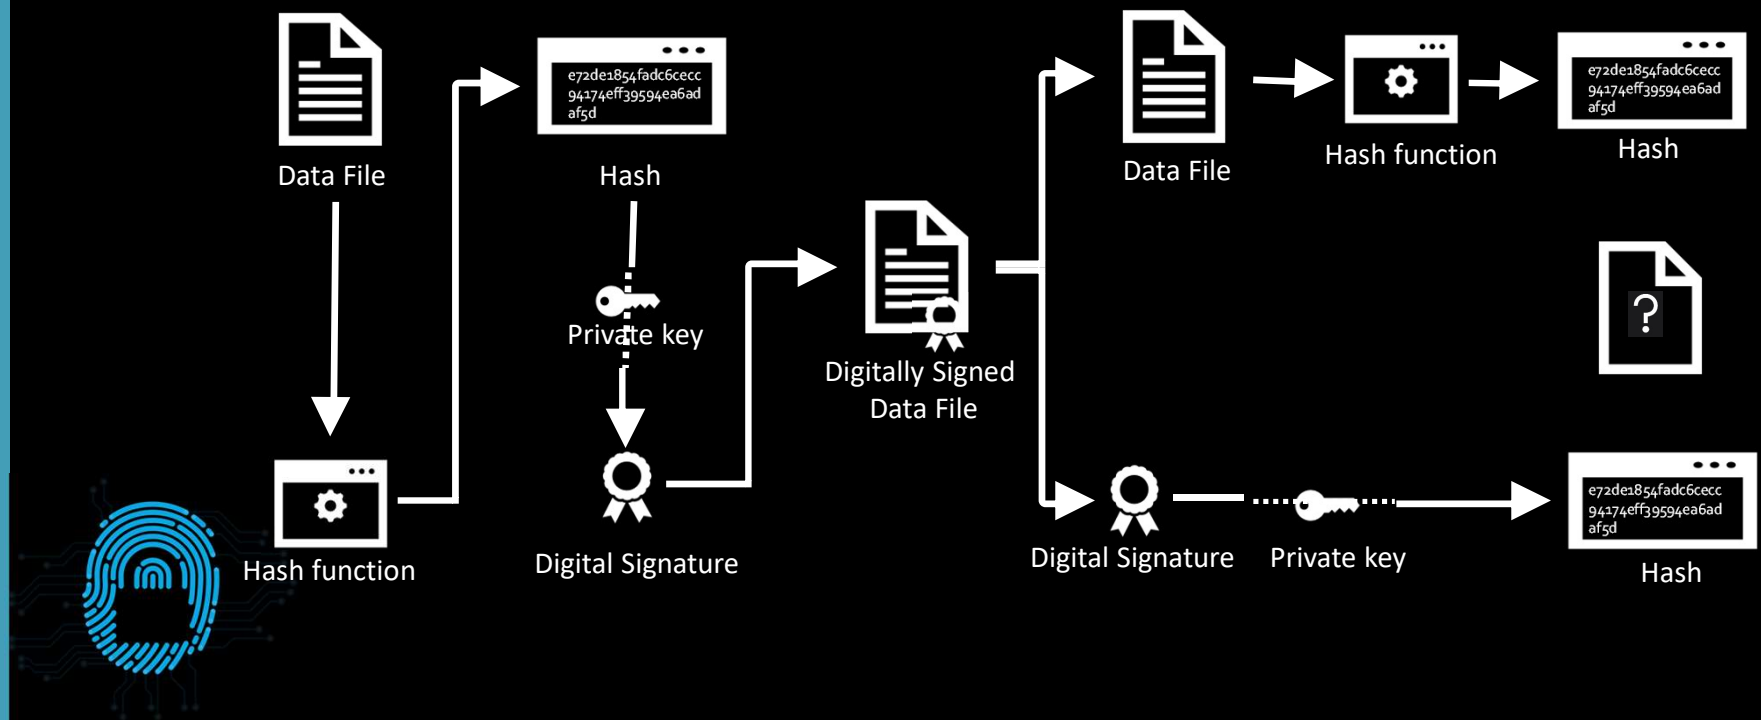 Data File
Hash function
e72de1854fadc6cecc
94174eff39594ea6ad
af5d
Hash
Private key
Digital Signature
Digitally Signed
Data File
Data File
Hash function
e72de1854fadc6cecc
94174eff39594ea6ad
af5d
Hash
?
Digital Signature
Private key
e72de1854fadc6cecc
94174eff39594ea6ad
af5d
Hash